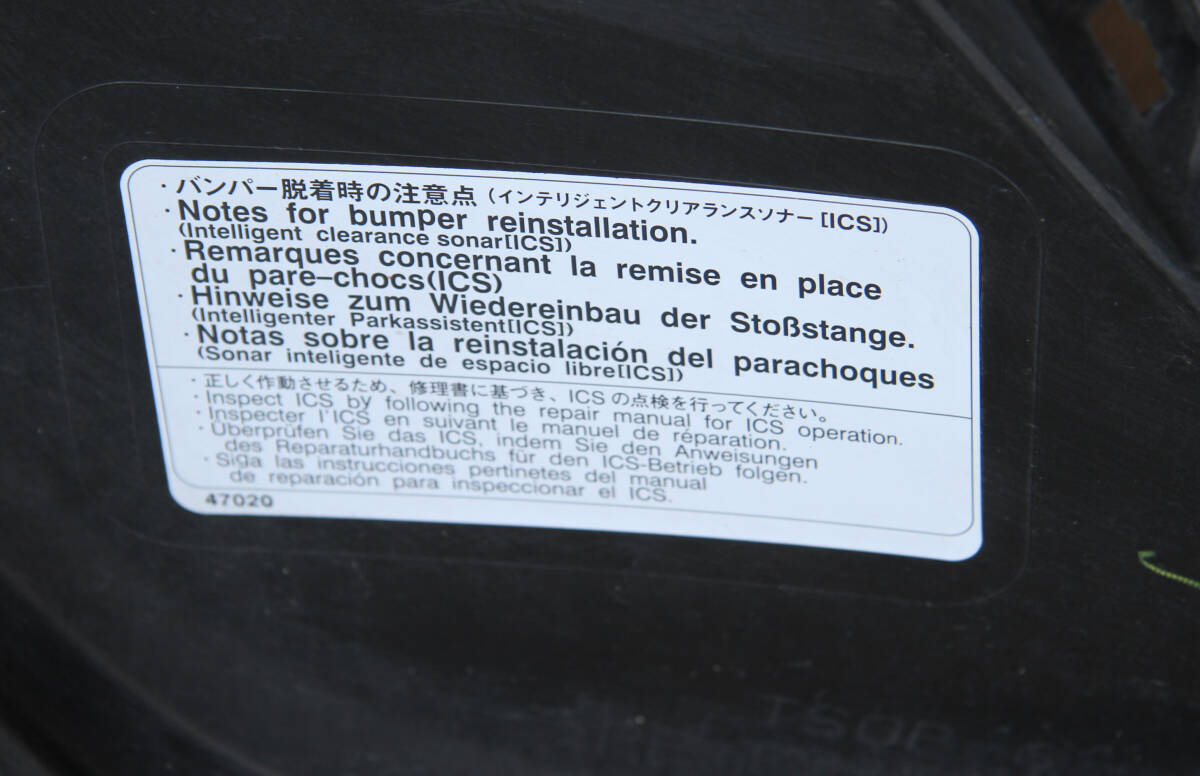 ・バンパー脱着時の注意点（インテリジェントクリアランスソナー[ICS]）
・Notes for bumper reinstallation.
(Intelligent clearance sonar[ICS])
・Remarques concernant la remise en place
du pare–chocs(ICS)
・Hinweise zum Wiedereinbau der Stoßstange.
(Intelligenter Parkassistent[ICS])
・Notas sobre la reinstalación del parachoques
(Sonar inteligente de espacio libre[ICS])
・正しく作動させるため、修理書に基づき、ICSの点検を行ってください。
・Inspect ICS by following the repair manual for ICS operation.
・Inspecter l'ICS en suivant le manuel de réparation.
・Überprüfen Sie das ICS, indem Sie den Anweisungen
des Reparaturhandbuchs für den ICS-Betrieb folgen.
・Siga las instrucciones pertinetes del manual
de reparación para inspeccionar el ICS.
47020